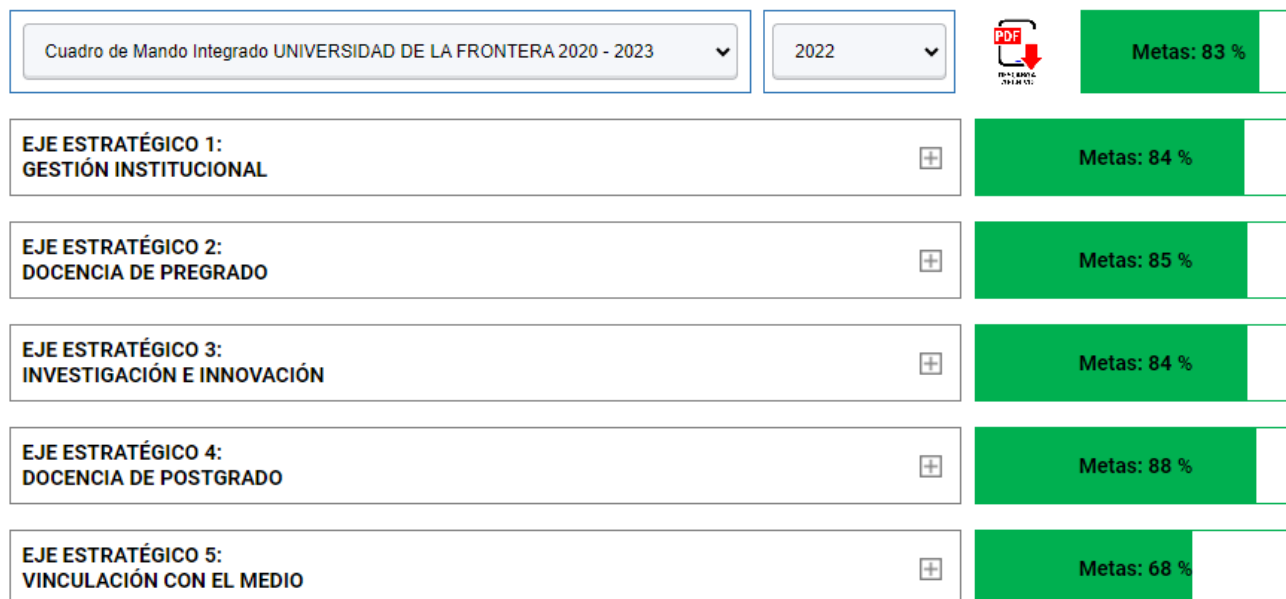 Cuadro de Mando Integrado UNIVERSIDAD DE LA FRONTERA 2020 - 2023
2022
PDF
DESCARGA
ARCHIVO
Metas: 83 %
EJE ESTRATÉGICO 1:
GESTIÓN INSTITUCIONAL
Metas: 84 %
EJE ESTRATÉGICO 2:
DOCENCIA DE PREGRADO
Metas: 85 %
EJE ESTRATÉGICO 3:
INVESTIGACIÓN E INNOVACIÓN
Metas: 84 %
EJE ESTRATÉGICO 4:
DOCENCIA DE POSTGRADO
Metas: 88 %
EJE ESTRATÉGICO 5:
VINCULACIÓN CON EL MEDIO
Metas: 68 %